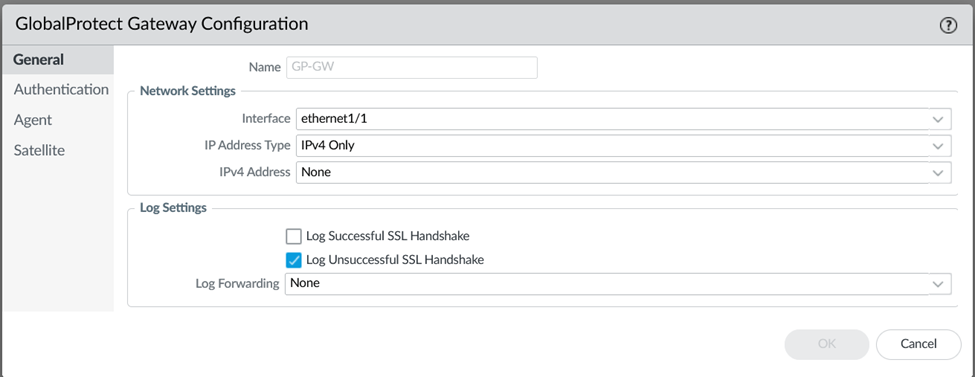 GlobalProtect Gateway Configuration
?
General
Authentication
Agent
Satellite
Name GP-GW
Network Settings
Interface ethernet1/1
IP Address Type IPv4 Only
IPv4 Address None
Log Settings
Log Successful SSL Handshake
Log Unsuccessful SSL Handshake
Log Forwarding None
OK Cancel